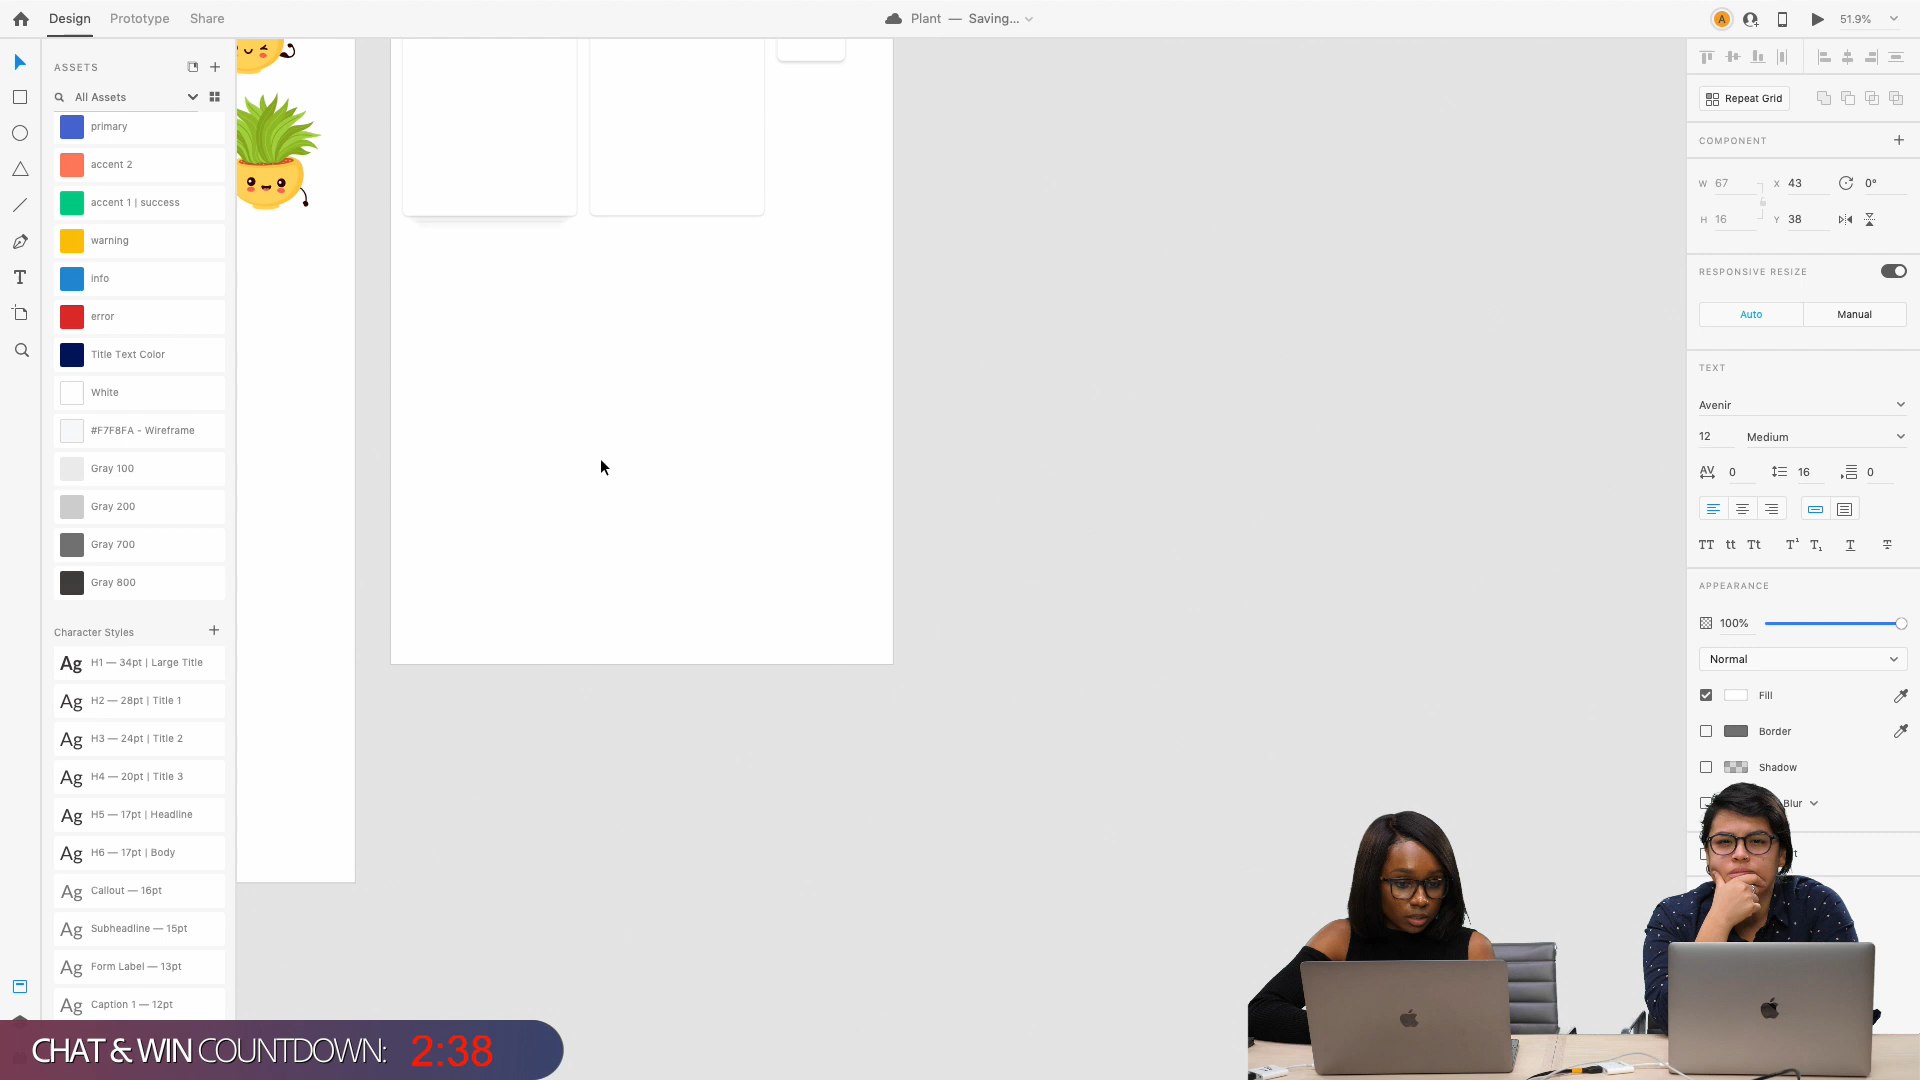 Design
Prototype
Share
Plant — Saving...
A
51.9%
ASSETS
All Assets
primary
accent 2
accent 1 | success
warning
info
error
Title Text Color
White
#F7F8FA - Wireframe
Gray 100
Gray 200
Gray 700
Gray 800
Character Styles
Ag H1 — 34pt | Large Title
Ag H2 — 28pt | Title 1
Ag H3 — 24pt | Title 2
Ag H4 — 20pt | Title 3
Ag H5 — 17pt | Headline
Ag H6 — 17pt | Body
Ag Callout — 16pt
Ag Subheadline — 15pt
Ag Form Label — 13pt
Ag Caption 1 — 12pt
CHAT & WIN COUNTDOWN: 2:38
Repeat Grid
COMPONENT
W 67 X 43 0°
H 16 Y 38
RESPONSIVE RESIZE
Auto Manual
TEXT
Avenir
12 Medium
AV 0 16 0
TT tt Tt T¹ T₁ T T
APPEARANCE
100%
Normal
Fill
Border
Shadow
Blur